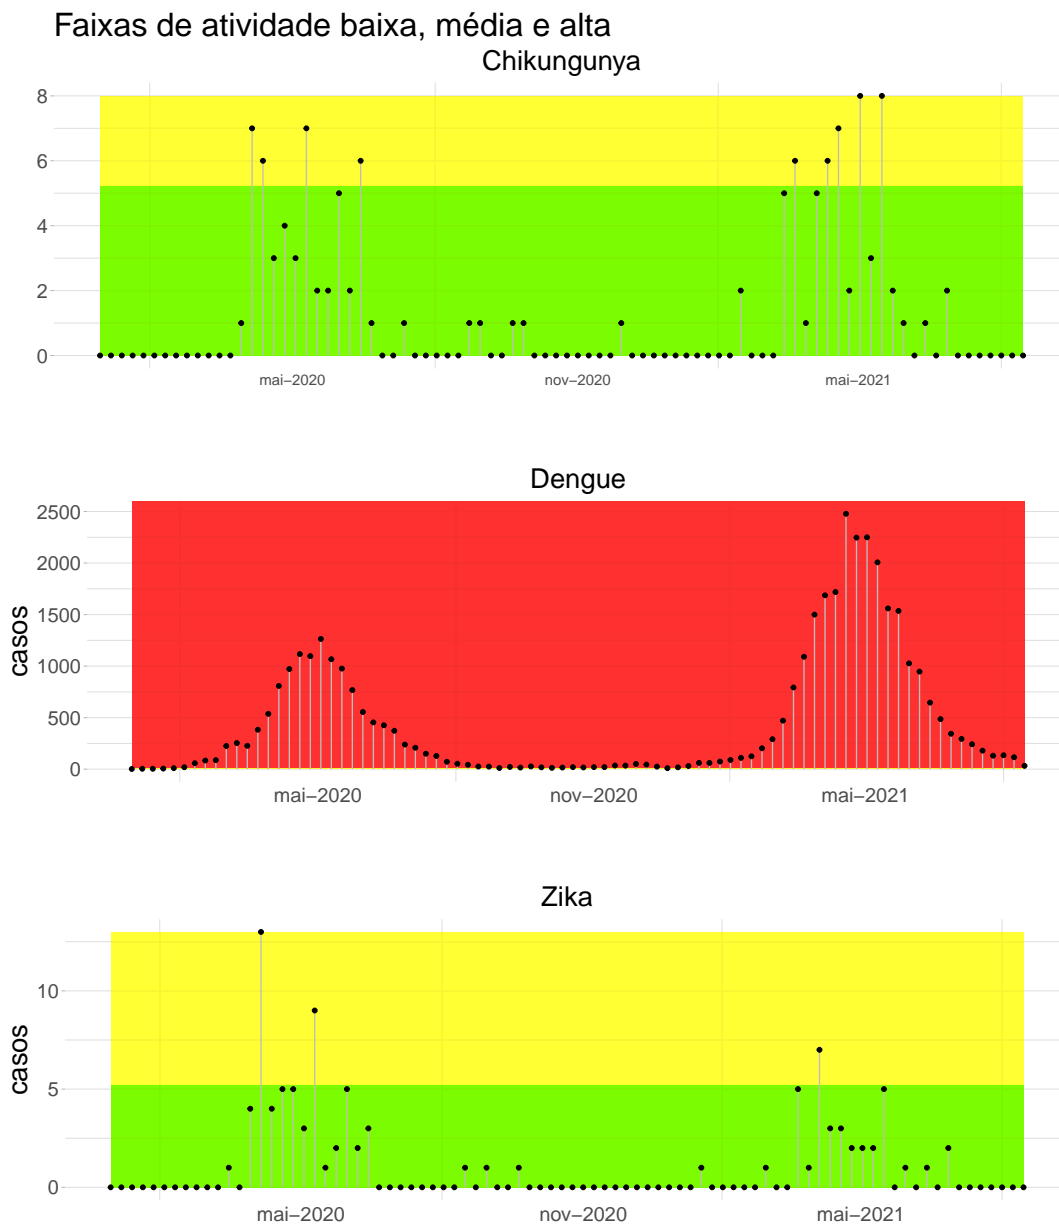 Faixas de atividade baixa, média e alta
Chikungunya
8
6
4
2
0
mai−2020 nov−2020 mai−2021
Dengue
casos
2500
2000
1500
1000
500
0
mai−2020 nov−2020 mai−2021
Zika
casos
10
5
0
mai−2020 nov−2020 mai−2021